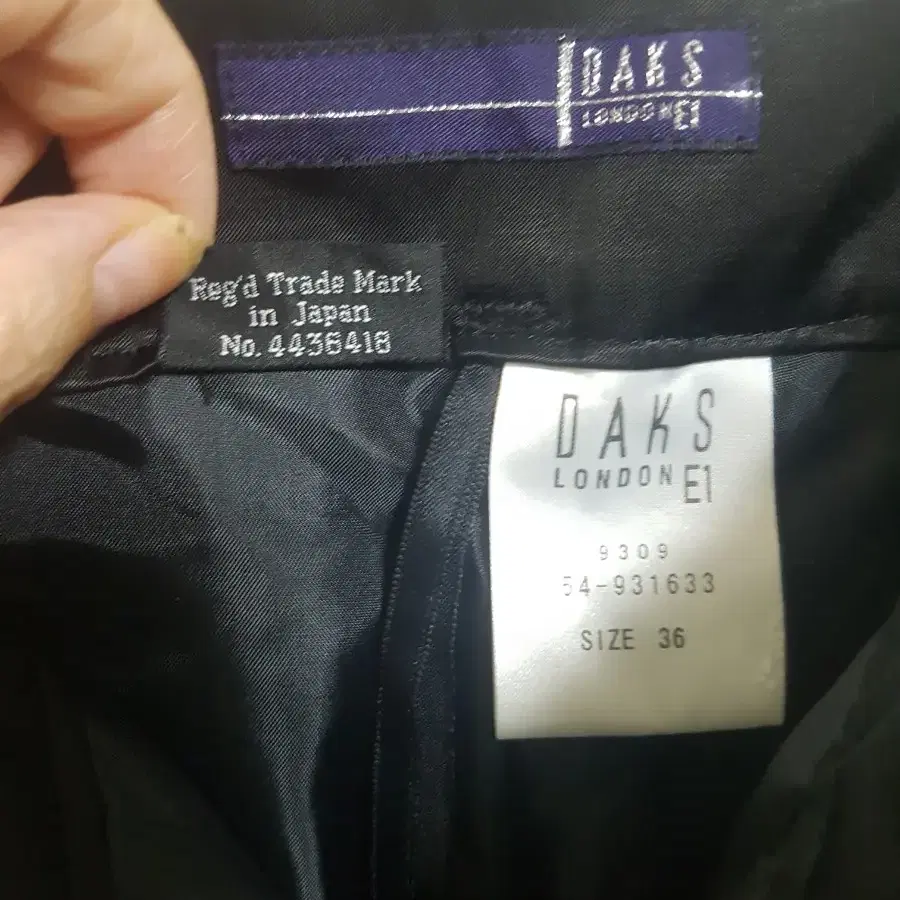 DAKS
LONDON E1
Reg'd Trade Mark
in Japan
No. 4436418
DAKS
LONDON E1
9309
54-931633
SIZE 36